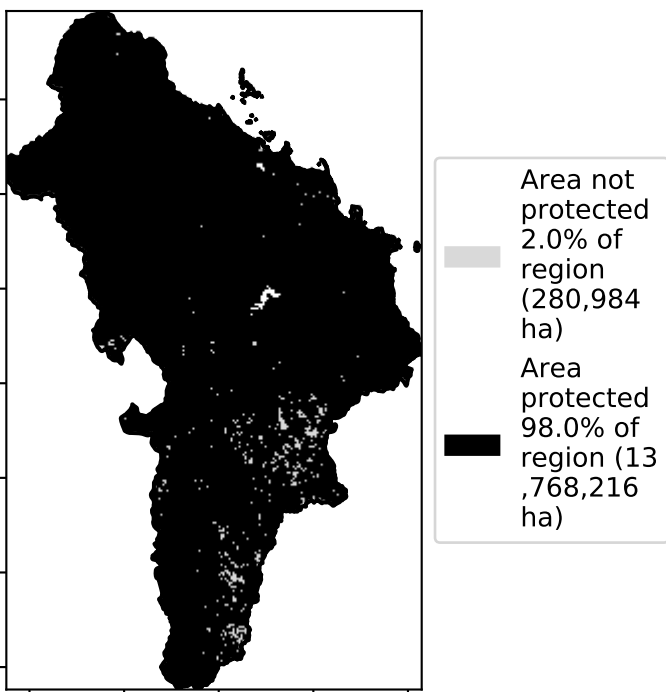 Area not
protected
2.0% of
region
(280,984
ha)
Area
protected
98.0% of
region (13
,768,216
ha)